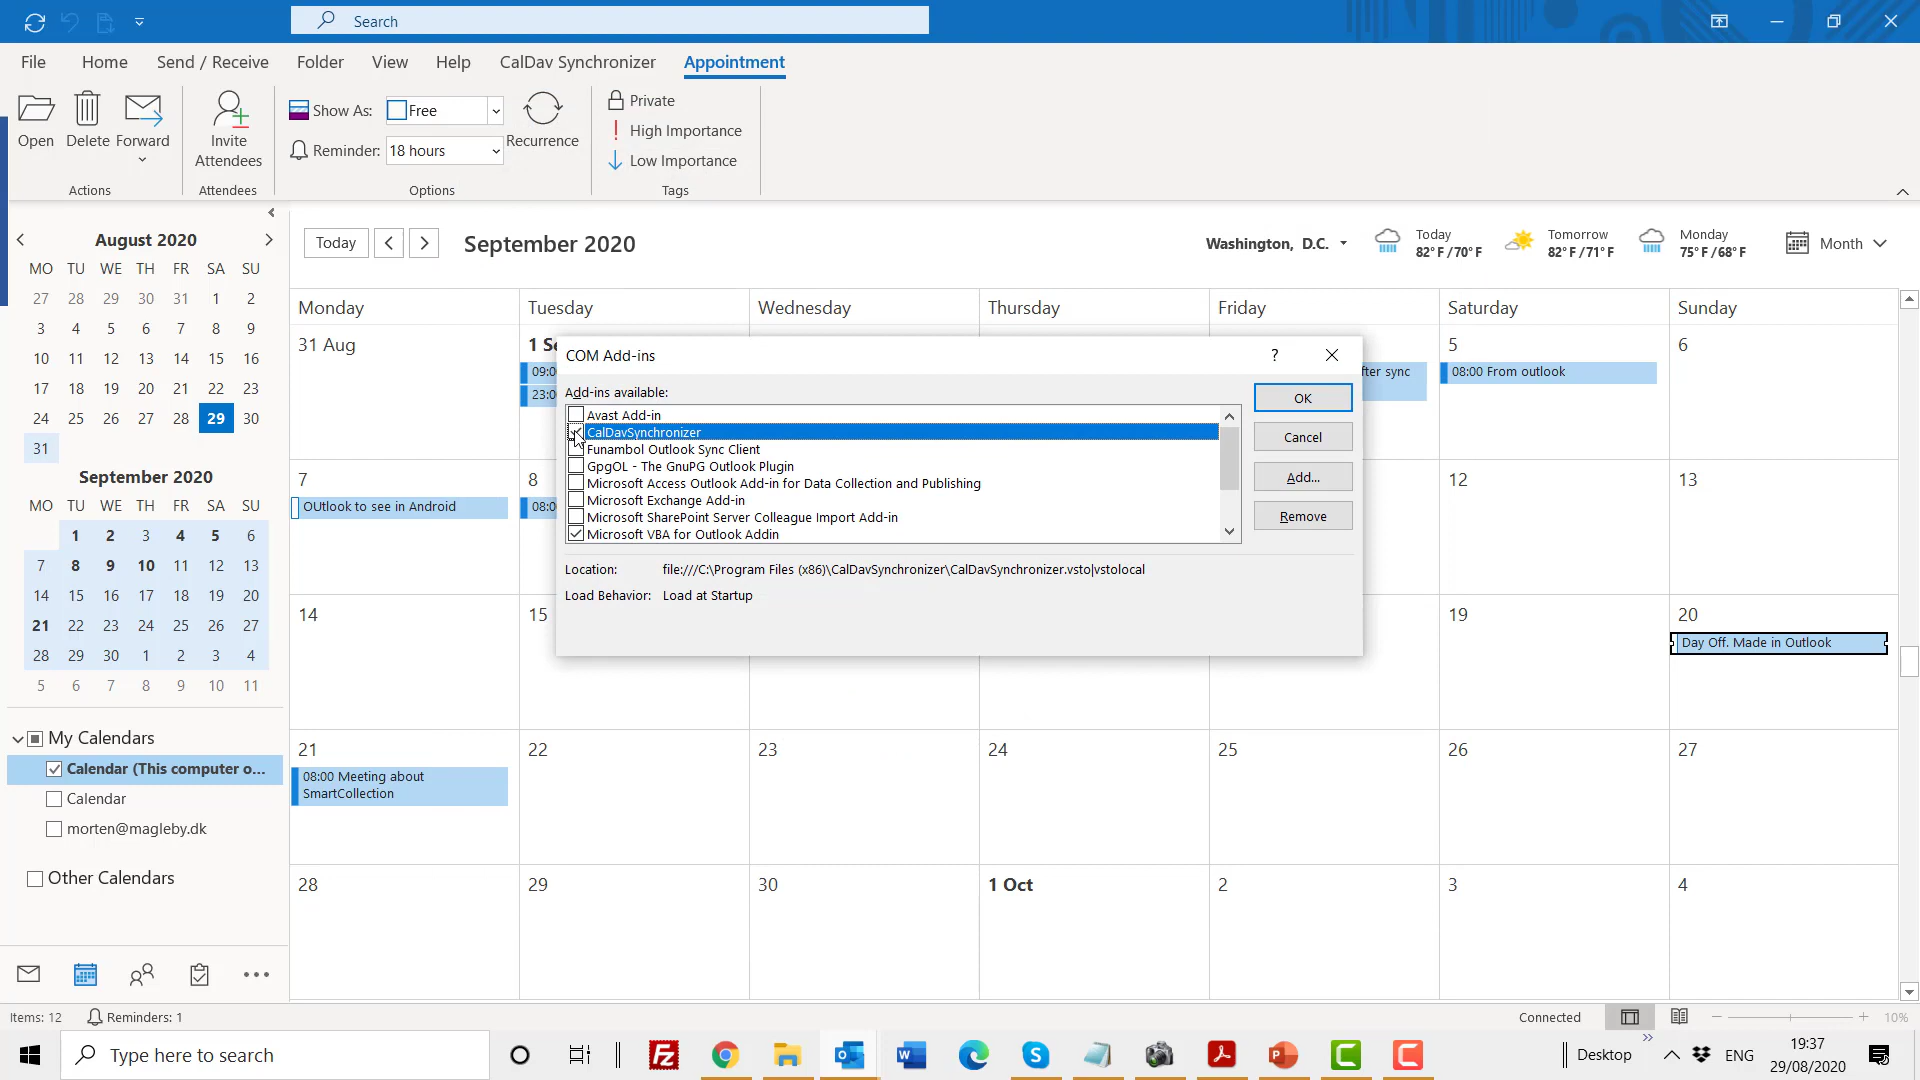 Search
File Home Send / Receive Folder View Help CalDav Synchronizer Appointment
Open Delete Forward
Invite Attendees
Show As: Free
Reminder: 18 hours
Recurrence
Private
High Importance
Low Importance
Actions Attendees Options Tags
August 2020
MO TU WE TH FR SA SU
27 28 29 30 31 1 2
3 4 5 6 7 8 9
10 11 12 13 14 15 16
17 18 19 20 21 22 23
24 25 26 27 28 29 30
31
September 2020
MO TU WE TH FR SA SU
1 2 3 4 5 6
7 8 9 10 11 12 13
14 15 16 17 18 19 20
21 22 23 24 25 26 27
28 29 30 1 2 3 4
5 6 7 8 9 10 11
My Calendars
Calendar (This computer o...
Calendar
morten@magleby.dk
Other Calendars
Today September 2020
Washington, D.C.
Today
82°F/70°F
Tomorrow
82°F/71°F
Monday
75°F/68°F
Month
Monday Tuesday Wednesday Thursday Friday Saturday Sunday
31 Aug 1 Se 5 6
09:0
23:0
fter sync
08:00 From outlook
7 8 12 13
OUtlook to see in Android
08:0
14 15 19 20
Day Off. Made in Outlook
21 22 23 24 25 26 27
08:00 Meeting about
SmartCollection
28 29 30 1 Oct 2 3 4
COM Add-ins ?
Add-ins available:
Avast Add-in
CalDavSynchronizer
Funambol Outlook Sync Client
GpgOL - The GnuPG Outlook Plugin
Microsoft Access Outlook Add-in for Data Collection and Publishing
Microsoft Exchange Add-in
Microsoft SharePoint Server Colleague Import Add-in
Microsoft VBA for Outlook Addin
OK
Cancel
Add...
Remove
Location: file:///C:\Program Files (x86)\CalDavSynchronizer\CalDavSynchronizer.vsto|vstolocal
Load Behavior: Load at Startup
Items: 12 Reminders: 1 Connected 10%
Type here to search
Desktop
ENG
19:37
29/08/2020